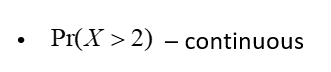 • Pr(X > 2) – continuous